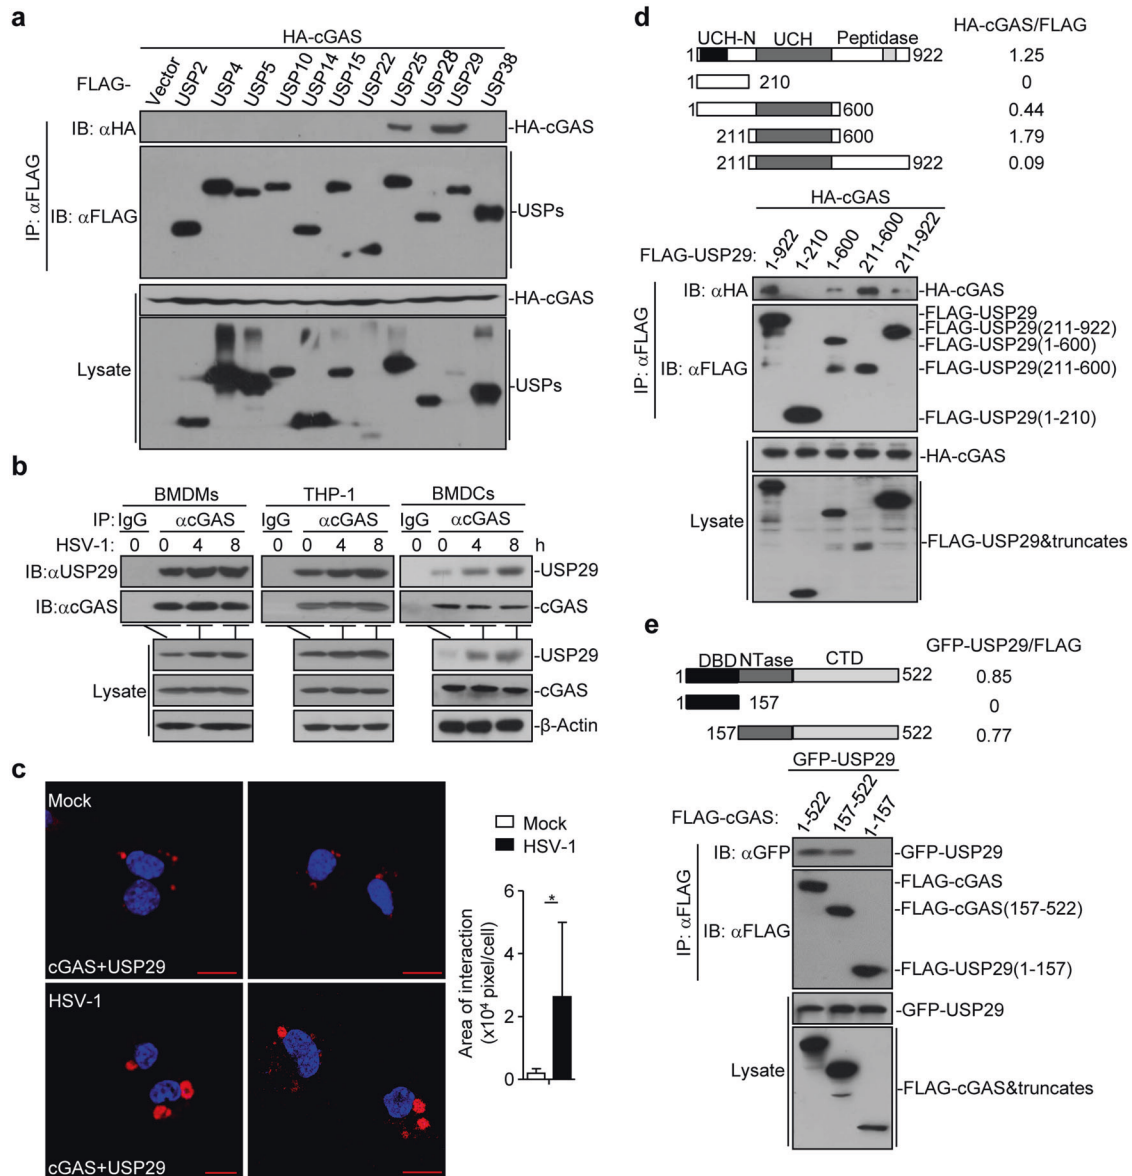 a
HA-cGAS
FLAG- Vector USP2 USP4 USP5 USP10 USP14 USP15 USP22 USP25 USP28 USP29 USP38
IP: αFLAG
IB: αHA -HA-cGAS
IB: αFLAG -USPs
Lysate
-HA-cGAS
-USPs
b
BMDMs THP-1 BMDCs
IP: IgG αcGAS IgG αcGAS IgG αcGAS
HSV-1: 0 0 4 8 0 0 4 8 0 0 4 8 h
IB:αUSP29 -USP29
IB:αcGAS -cGAS
Lysate
-USP29
-cGAS
-β-Actin
c
Mock
cGAS+USP29
HSV-1
cGAS+USP29
Mock
HSV-1
Area of interaction
(x10⁴ pixel/cell)
6
4
2
0
*
d
UCH-N UCH Peptidase HA-cGAS/FLAG
1 922 1.25
1 210 0
1 600 0.44
211 600 1.79
211 922 0.09
HA-cGAS
FLAG-USP29: 1-922 1-210 1-600 211-600 211-922
IP: αFLAG
IB: αHA -HA-cGAS
IB: αFLAG
-FLAG-USP29
-FLAG-USP29(211-922)
-FLAG-USP29(1-600)
-FLAG-USP29(211-600)
-FLAG-USP29(1-210)
Lysate
-HA-cGAS
-FLAG-USP29&truncates
e
GFP-USP29/FLAG
DBD NTase CTD
1 522 0.85
1 157 0
157 522 0.77
GFP-USP29
FLAG-cGAS: 1-522 157-522 1-157
IP: αFLAG
IB: αGFP -GFP-USP29
IB: αFLAG
-FLAG-cGAS
-FLAG-cGAS(157-522)
-FLAG-USP29(1-157)
Lysate
-GFP-USP29
-FLAG-cGAS&truncates